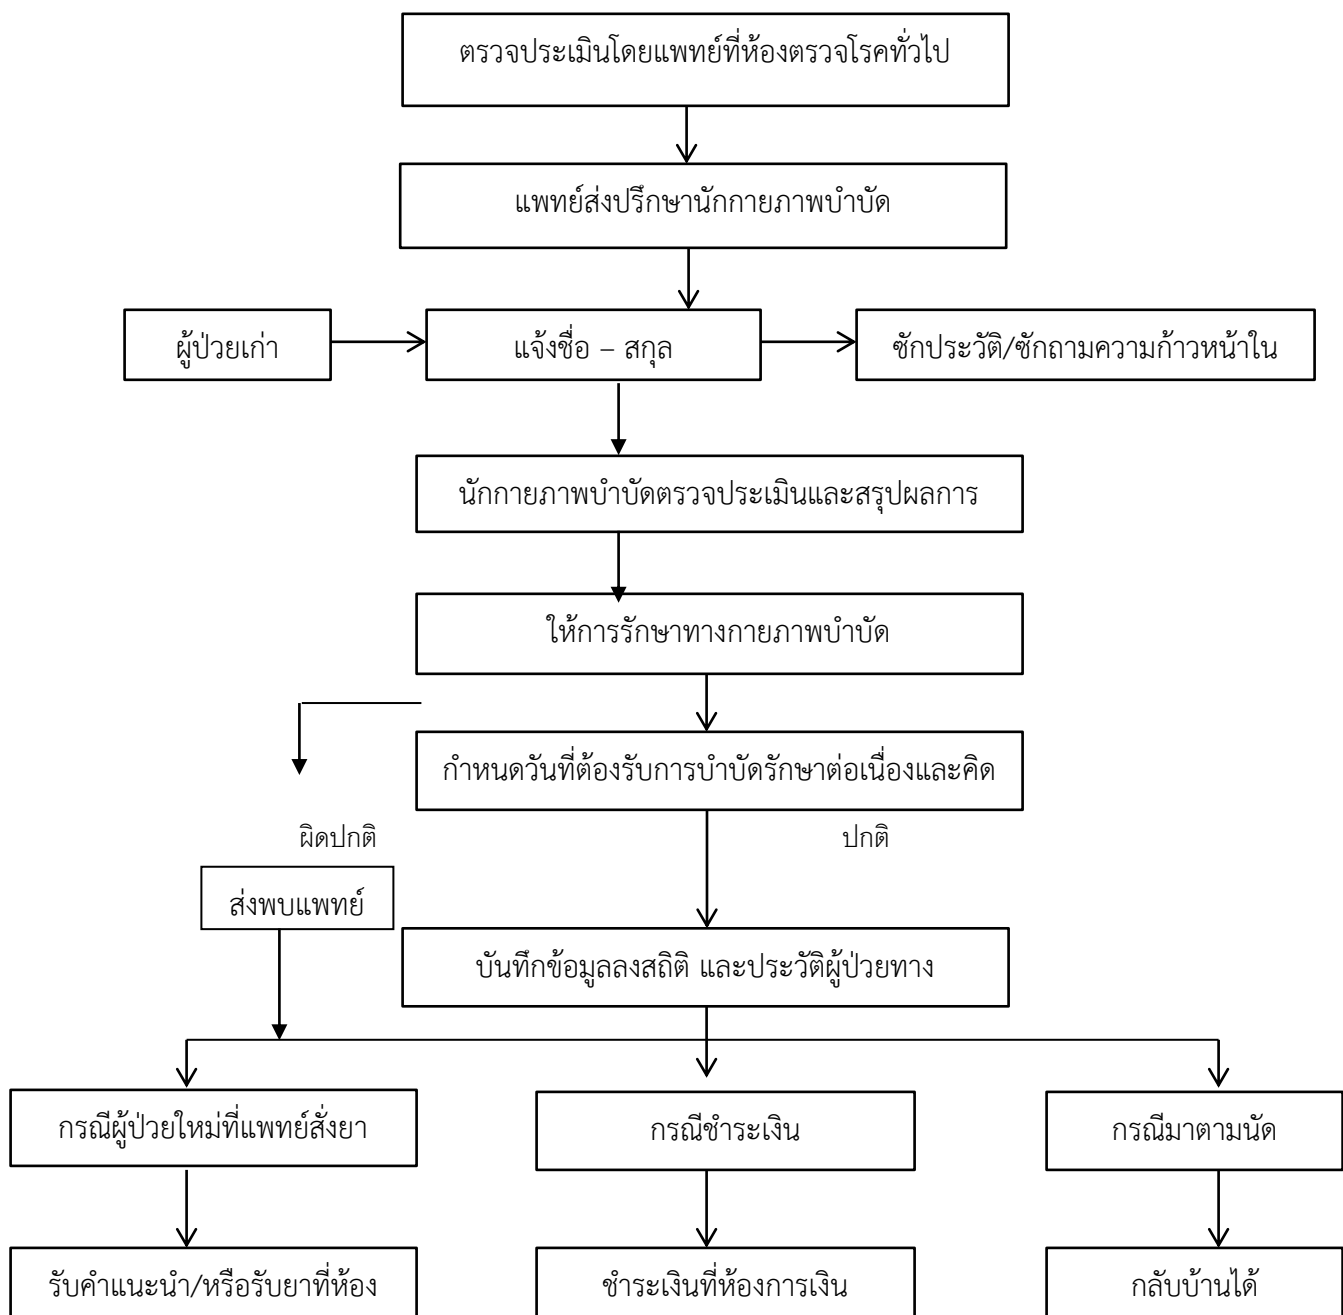 ตรวจประเมินโดยแพทย์ที่ห้องตรวจโรคทั่วไป
แพทย์ส่งปรึกษานักกายภาพบำบัด
ผู้ป่วยเก่า
แจ้งชื่อ – สกุล
ซักประวัติ/ซักถามความก้าวหน้าใน
นักกายภาพบำบัดตรวจประเมินและสรุปผลการ
ให้การรักษาทางกายภาพบำบัด
กำหนดวันที่ต้องรับการบำบัดรักษาต่อเนื่องและคิด
ผิดปกติ
ปกติ
ส่งพบแพทย์
บันทึกข้อมูลลงสถิติ และประวัติผู้ป่วยทาง
กรณีผู้ป่วยใหม่ที่แพทย์สั่งยา
กรณีชำระเงิน
กรณีมาตามนัด
รับคำแนะนำ/หรือรับยาที่ห้อง
ชำระเงินที่ห้องการเงิน
กลับบ้านได้